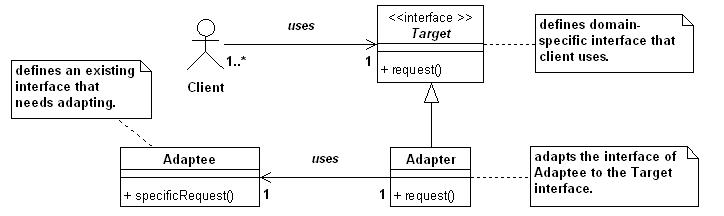 uses
<<interface >>
Target
+ request()
defines domain-
specific interface that
client uses.
1..*
1
Client
defines an existing
interface that
needs adapting.
Adaptee
+ specificRequest()
uses
1
1
Adapter
+ request()
adapts the interface of
Adaptee to the Target
interface.